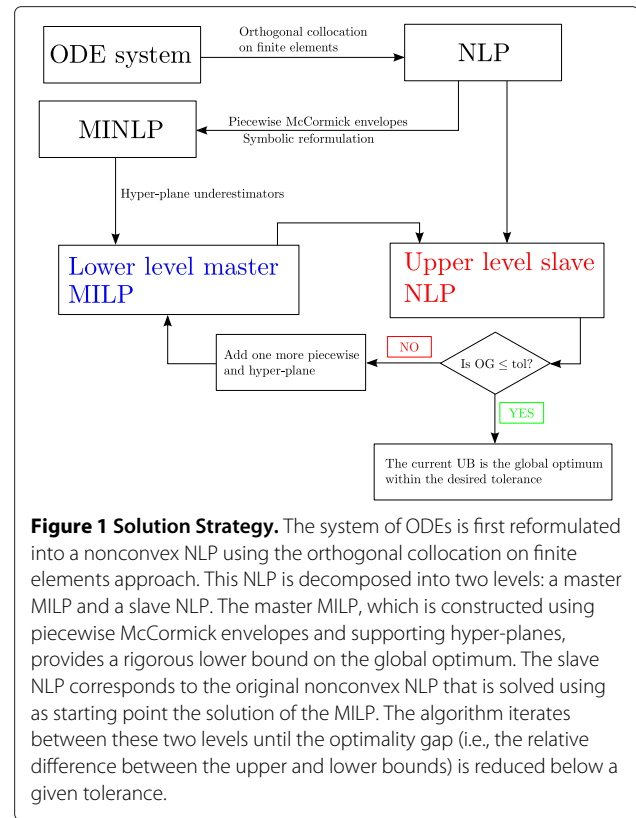 Orthogonal collocation
on finite elements
ODE system
NLP
MINLP
Piecewise McCormick envelopes
Symbolic reformulation
Hyper-plane underestimators
Lower level master
MILP
Upper level slave
NLP
Add one more piecewise
and hyper-plane
NO
Is OG ≤ tol?
YES
The current UB is the global optimum
within the desired tolerance
Figure 1 Solution Strategy. The system of ODEs is first reformulated
into a nonconvex NLP using the orthogonal collocation on finite
elements approach. This NLP is decomposed into two levels: a master
MILP and a slave NLP. The master MILP, which is constructed using
piecewise McCormick envelopes and supporting hyper-planes,
provides a rigorous lower bound on the global optimum. The slave
NLP corresponds to the original nonconvex NLP that is solved using
as starting point the solution of the MILP. The algorithm iterates
between these two levels until the optimality gap (i.e., the relative
difference between the upper and lower bounds) is reduced below a
given tolerance.